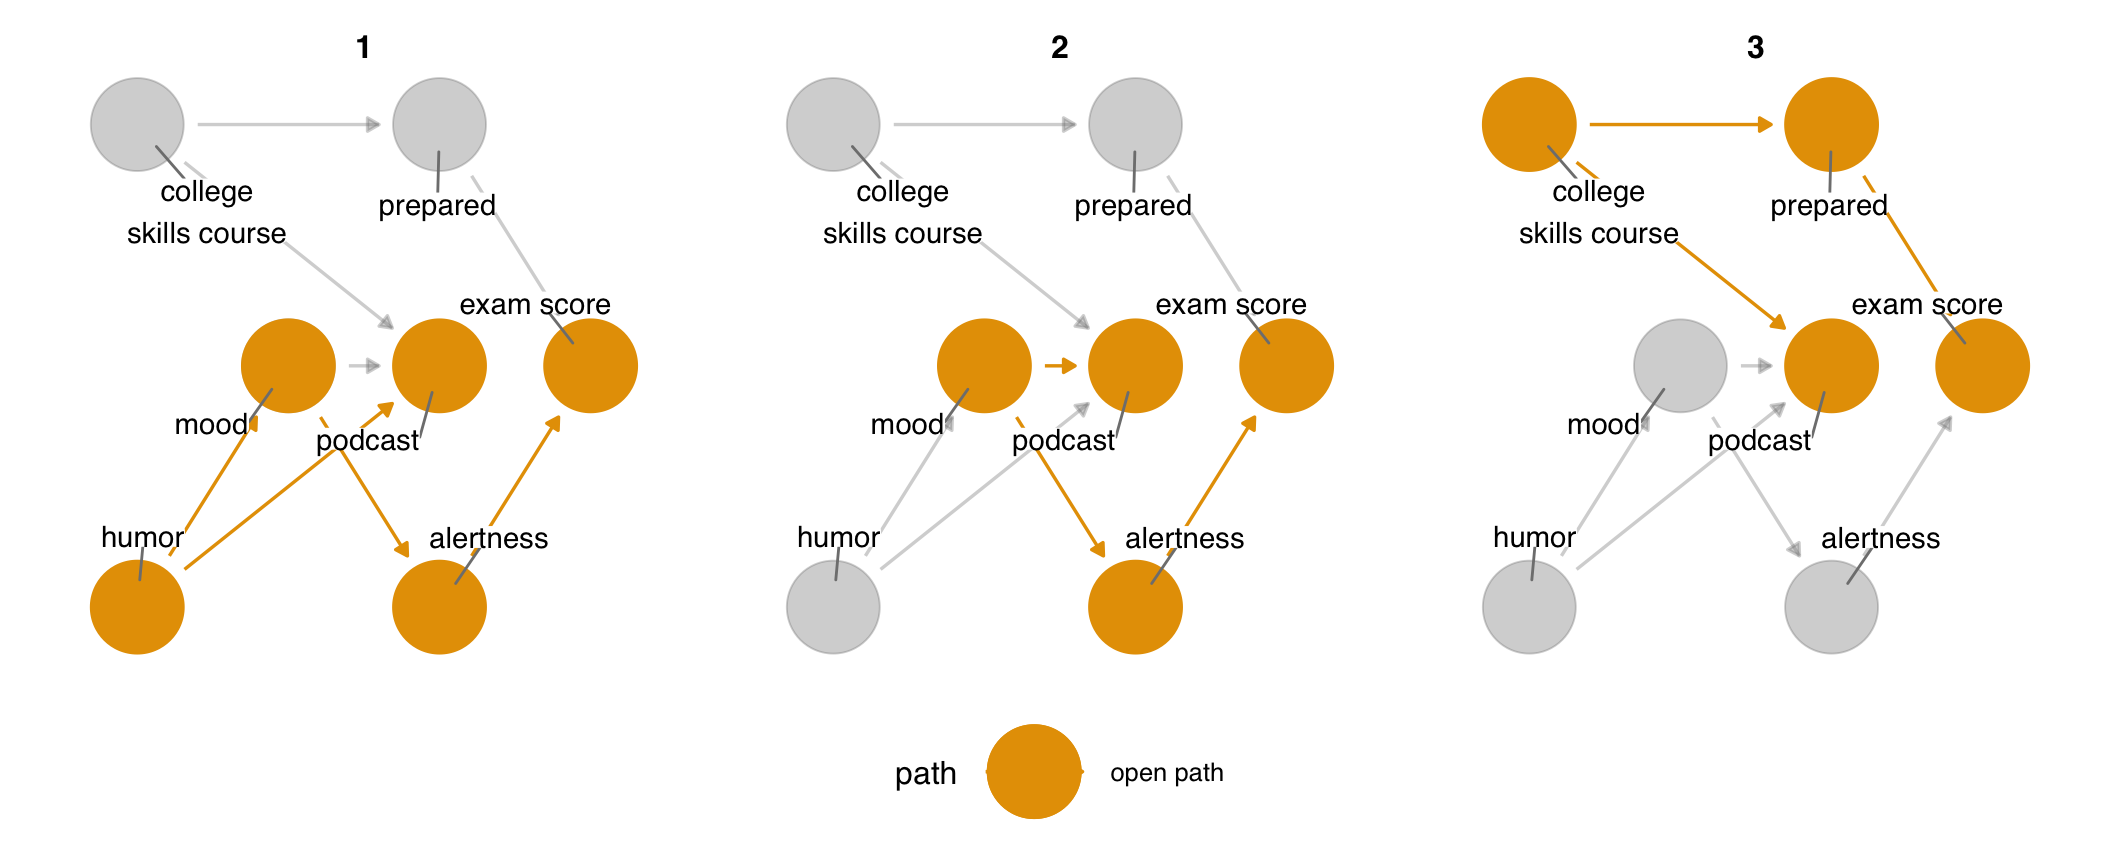 1
college
skills course
prepared
exam score
mood
podcast
humor
alertness
2
college
skills course
prepared
exam score
mood
podcast
humor
alertness
3
college
skills course
prepared
exam score
mood
podcast
humor
alertness
path
open path